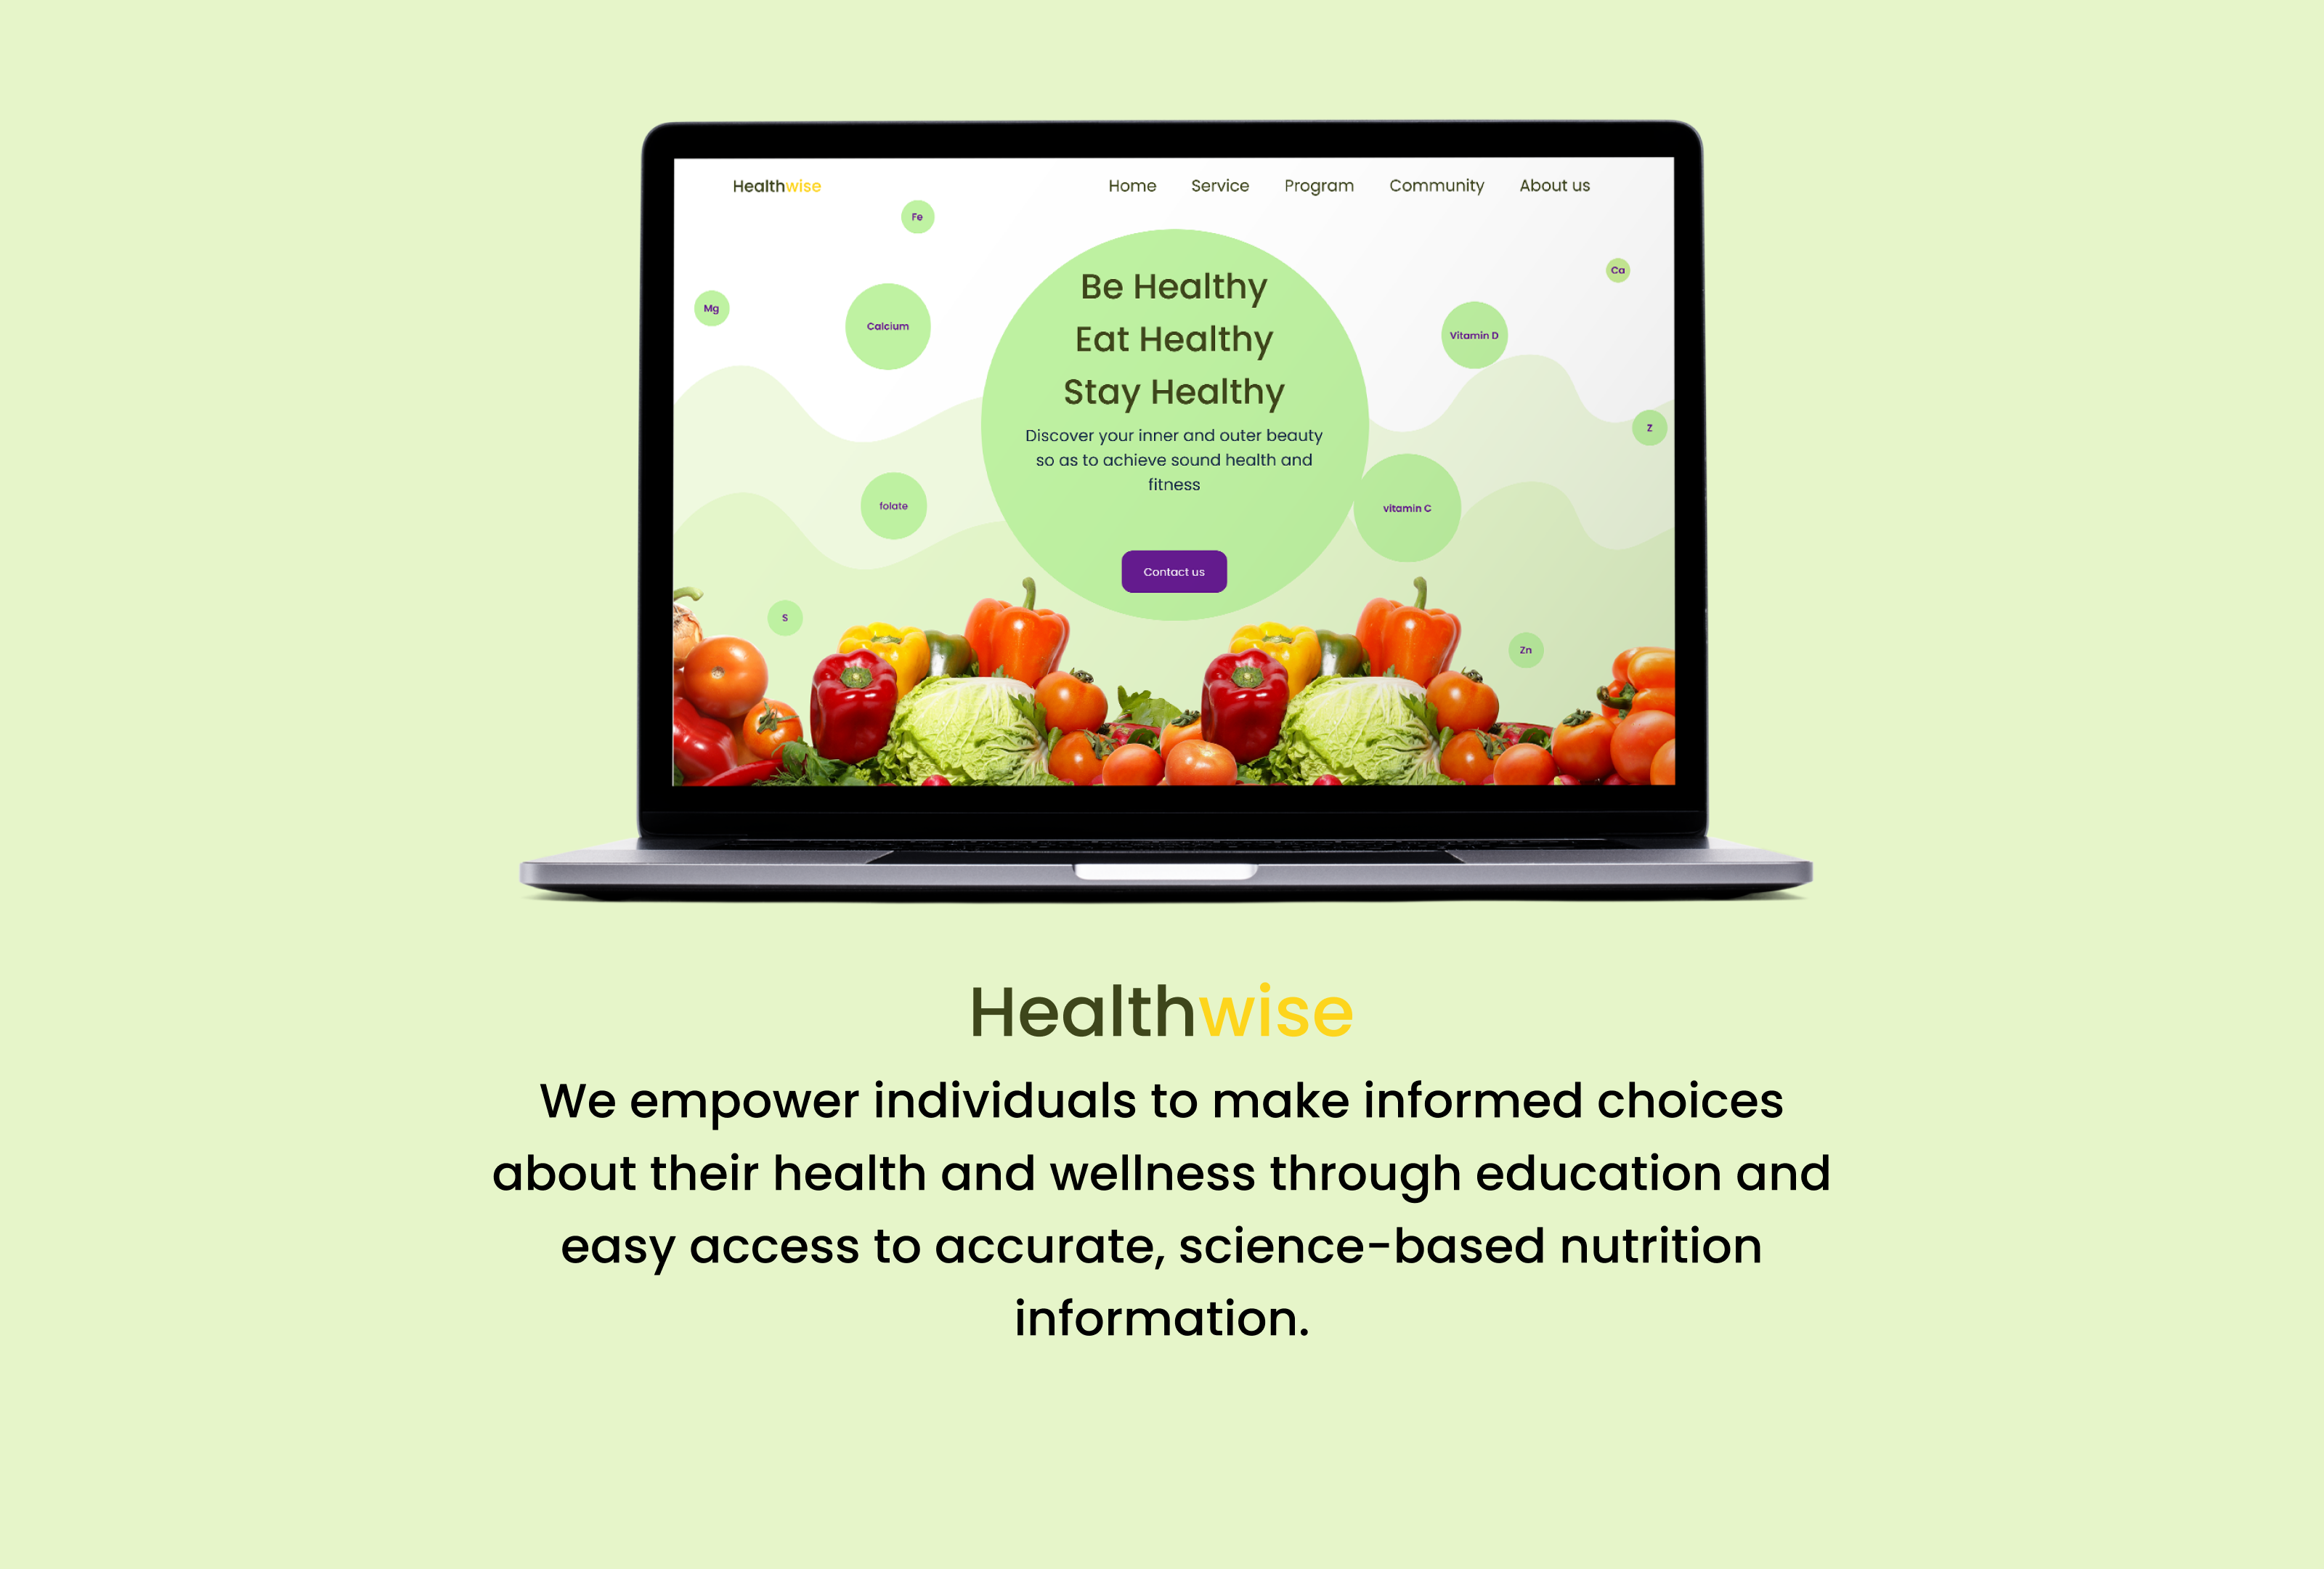 Healthwise
Home Service Program Community About us
Fe
Ca
Be Healthy
Eat Healthy
Stay Healthy
Mg
Calcium
Vitamin D
Discover your inner and outer beauty
so as to achieve sound health and
fitness
Z
folate
vitamin C
Contact us
S
Zn
Healthwise
We empower individuals to make informed choices
about their health and wellness through education and
easy access to accurate, science-based nutrition
information.